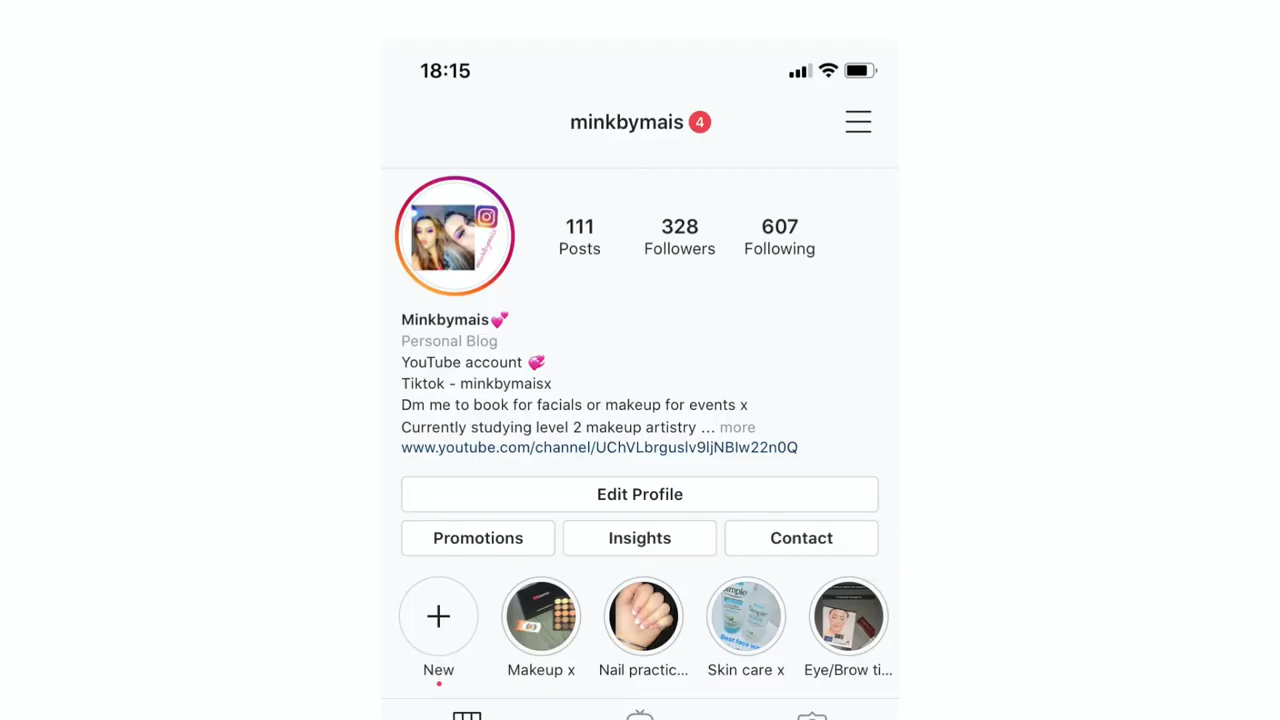 18:15
minkbymais 4
111 328 607
Posts Followers Following
Minkbymais💕
Personal Blog
YouTube account 💞
Tiktok - minkbymaisx
Dm me to book for facials or makeup for events x
Currently studying level 2 makeup artistry ... more
www.youtube.com/channel/UChVLbrguslv9ljNBIw22n0Q
Edit Profile
Promotions Insights Contact
New Makeup x Nail practic... Skin care x Eye/Brow ti...